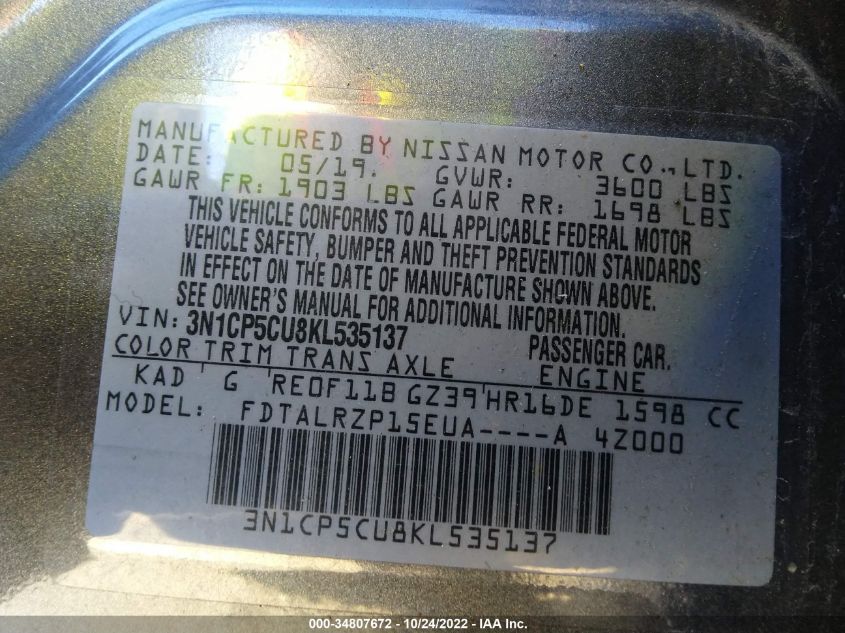 MANUFACTURED BY NISSAN MOTOR CO., LTD.
DATE: 05/19. GVWR: 3600 LBS
GAWR FR: 1903 LBS GAWR RR: 1698 LBS
THIS VEHICLE CONFORMS TO ALL APPLICABLE FEDERAL MOTOR
VEHICLE SAFETY, BUMPER AND THEFT PREVENTION STANDARDS
IN EFFECT ON THE DATE OF MANUFACTURE SHOWN ABOVE.
SEE OWNER'S MANUAL FOR ADDITIONAL INFORMATION.
VIN: 3N1CP5CU8KL535137 PASSENGER CAR.
COLOR TRIM TRANS AXLE ENGINE
KAD G RE0F11B GZ39 HR16DE 1598 CC
MODEL: FDTALRZP15EUA----A 4Z000
3N1CP5CU8KL535137
000-34807672 - 10/24/2022 - IAA Inc.